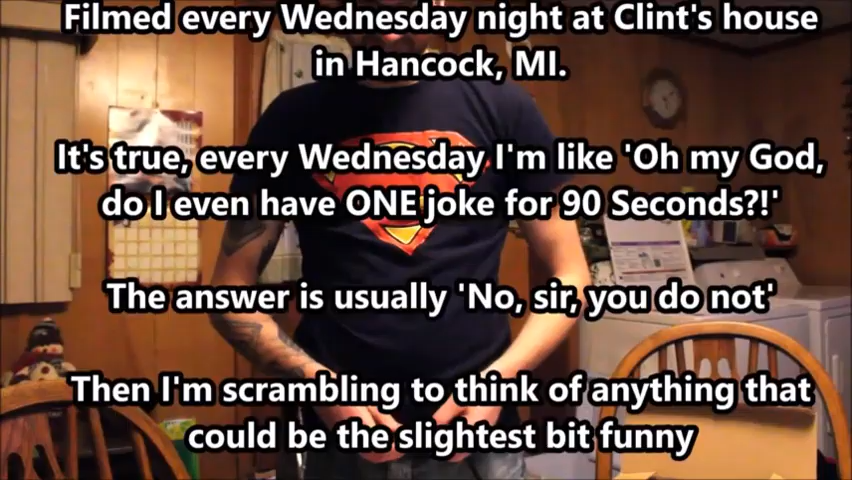 Filmed every Wednesday night at Clint's house
in Hancock, MI.
It's true, every Wednesday I'm like 'Oh my God,
do I even have ONE joke for 90 Seconds?!'
The answer is usually 'No, sir, you do not'
Then I'm scrambling to think of anything that
could be the slightest bit funny